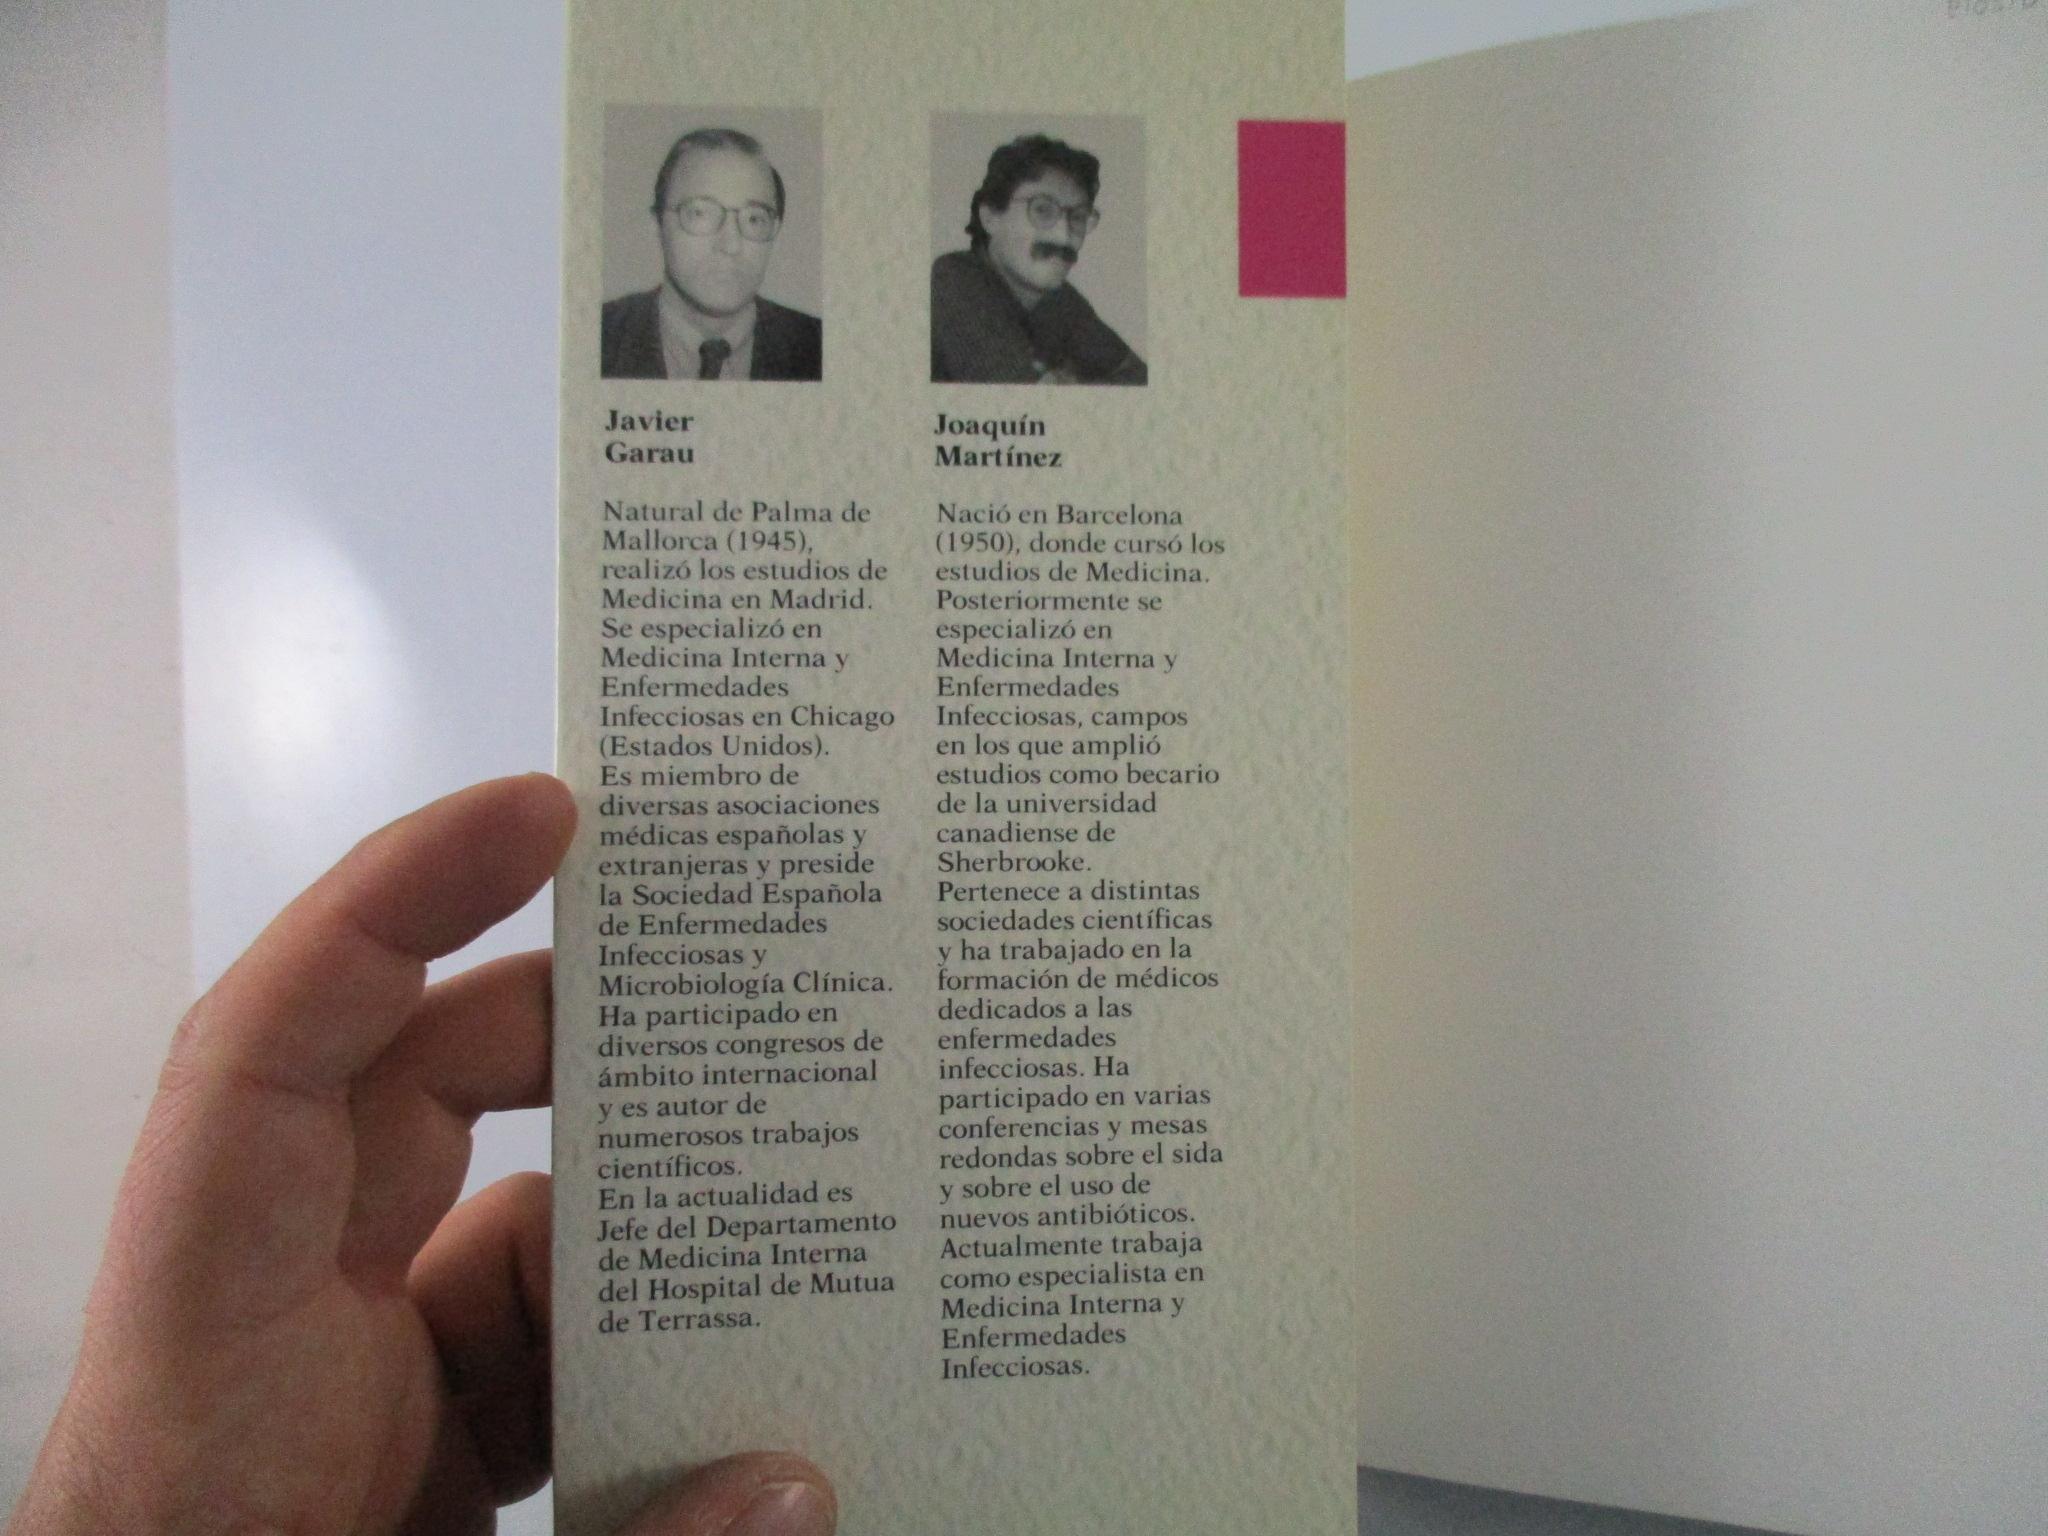 Javier
Garau
Natural de Palma de
Mallorca (1945),
realizó los estudios de
Medicina en Madrid.
Se especializó en
Medicina Interna y
Enfermedades
Infecciosas en Chicago
(Estados Unidos).
Es miembro de
diversas asociaciones
médicas españolas y
extranjeras y preside
la Sociedad Española
de Enfermedades
Infecciosas y
Microbiología Clínica.
Ha participado en
diversos congresos de
ámbito internacional
y es autor de
numerosos trabajos
científicos.
En la actualidad es
Jefe del Departamento
de Medicina Interna
del Hospital de Mutua
de Terrassa.
Joaquín
Martínez
Nació en Barcelona
(1950), donde cursó los
estudios de Medicina.
Posteriormente se
especializó en
Medicina Interna y
Enfermedades
Infecciosas, campos
en los que amplió
estudios como becario
de la universidad
canadiense de
Sherbrooke.
Pertenece a distintas
sociedades científicas
y ha trabajado en la
formación de médicos
dedicados a las
enfermedades
infecciosas. Ha
participado en varias
conferencias y mesas
redondas sobre el sida
y sobre el uso de
nuevos antibióticos.
Actualmente trabaja
como especialista en
Medicina Interna y
Enfermedades
Infecciosas.